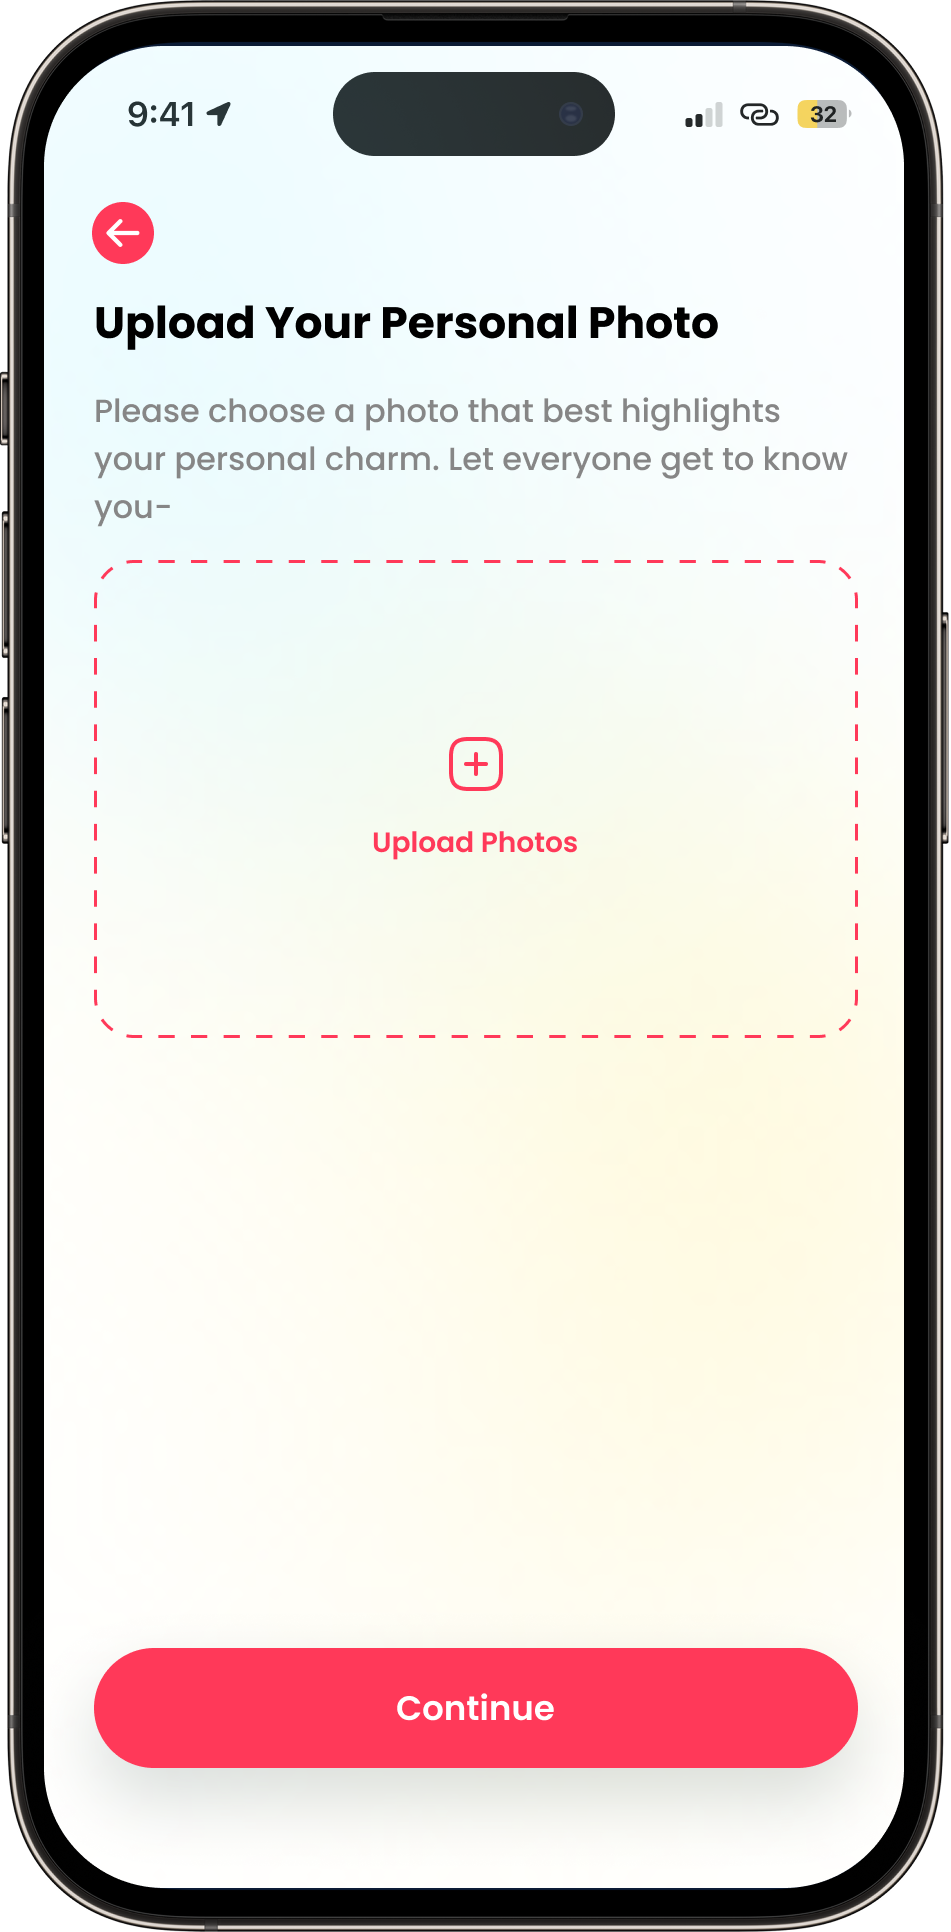 9:41
32
Upload Your Personal Photo
Please choose a photo that best highlights
your personal charm. Let everyone get to know
you-
Upload Photos
Continue